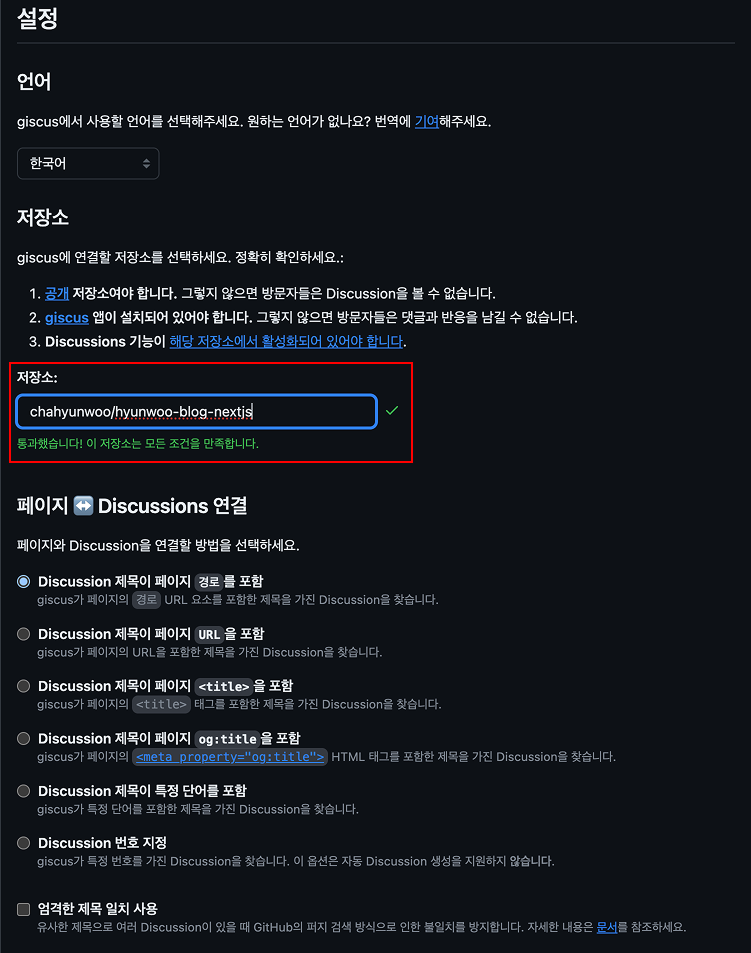 설정
언어
giscus에서 사용할 언어를 선택해주세요. 원하는 언어가 없나요? 번역에 기여해주세요.
한국어
저장소
giscus에 연결할 저장소를 선택하세요. 정확히 확인하세요.:
1. 공개 저장소여야 합니다. 그렇지 않으면 방문자들은 Discussion을 볼 수 없습니다.
2. giscus 앱이 설치되어 있어야 합니다. 그렇지 않으면 방문자들은 댓글과 반응을 남길 수 없습니다.
3. Discussions 기능이 해당 저장소에서 활성화되어 있어야 합니다.
저장소:
chahyunwoo/hyunwoo-blog-nextjs
통과했습니다! 이 저장소는 모든 조건을 만족합니다.
페이지 ↔️ Discussions 연결
페이지와 Discussion을 연결할 방법을 선택하세요.
Discussion 제목이 페이지 경로를 포함
giscus가 페이지의 경로 URL 요소를 포함한 제목을 가진 Discussion을 찾습니다.
Discussion 제목이 페이지 URL을 포함
giscus가 페이지의 URL을 포함한 제목을 가진 Discussion을 찾습니다.
Discussion 제목이 페이지 <title>을 포함
giscus가 페이지의 <title> 태그를 포함한 제목을 가진 Discussion을 찾습니다.
Discussion 제목이 페이지 og:title을 포함
giscus가 페이지의 <meta property="og:title"> HTML 태그를 포함한 제목을 가진 Discussion을 찾습니다.
Discussion 제목이 특정 단어를 포함
giscus가 특정 단어를 포함한 제목을 가진 Discussion을 찾습니다.
Discussion 번호 지정
giscus가 특정 번호를 가진 Discussion을 찾습니다. 이 옵션은 자동 Discussion 생성을 지원하지 않습니다.
엄격한 제목 일치 사용
유사한 제목으로 여러 Discussion이 있을 때 GitHub의 퍼지 검색 방식으로 인한 불일치를 방지합니다. 자세한 내용은 문서를 참조하세요.